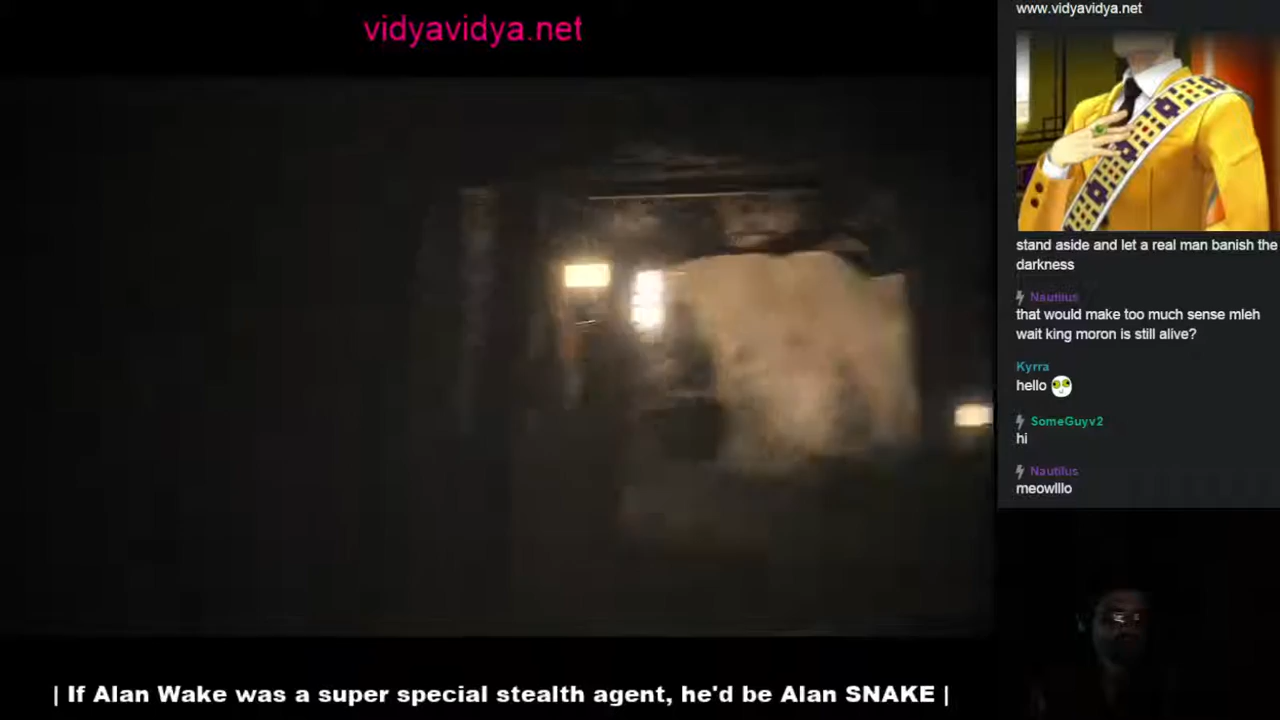 vidyavidya.net
www.vidyavidya.net
stand aside and let a real man banish the
darkness
Nautilus
that would make too much sense mleh
wait king moron is still alive?
Kyrra
hello
SomeGuyv2
hi
Nautilus
meowlllo
| If Alan Wake was a super special stealth agent, he'd be Alan SNAKE |